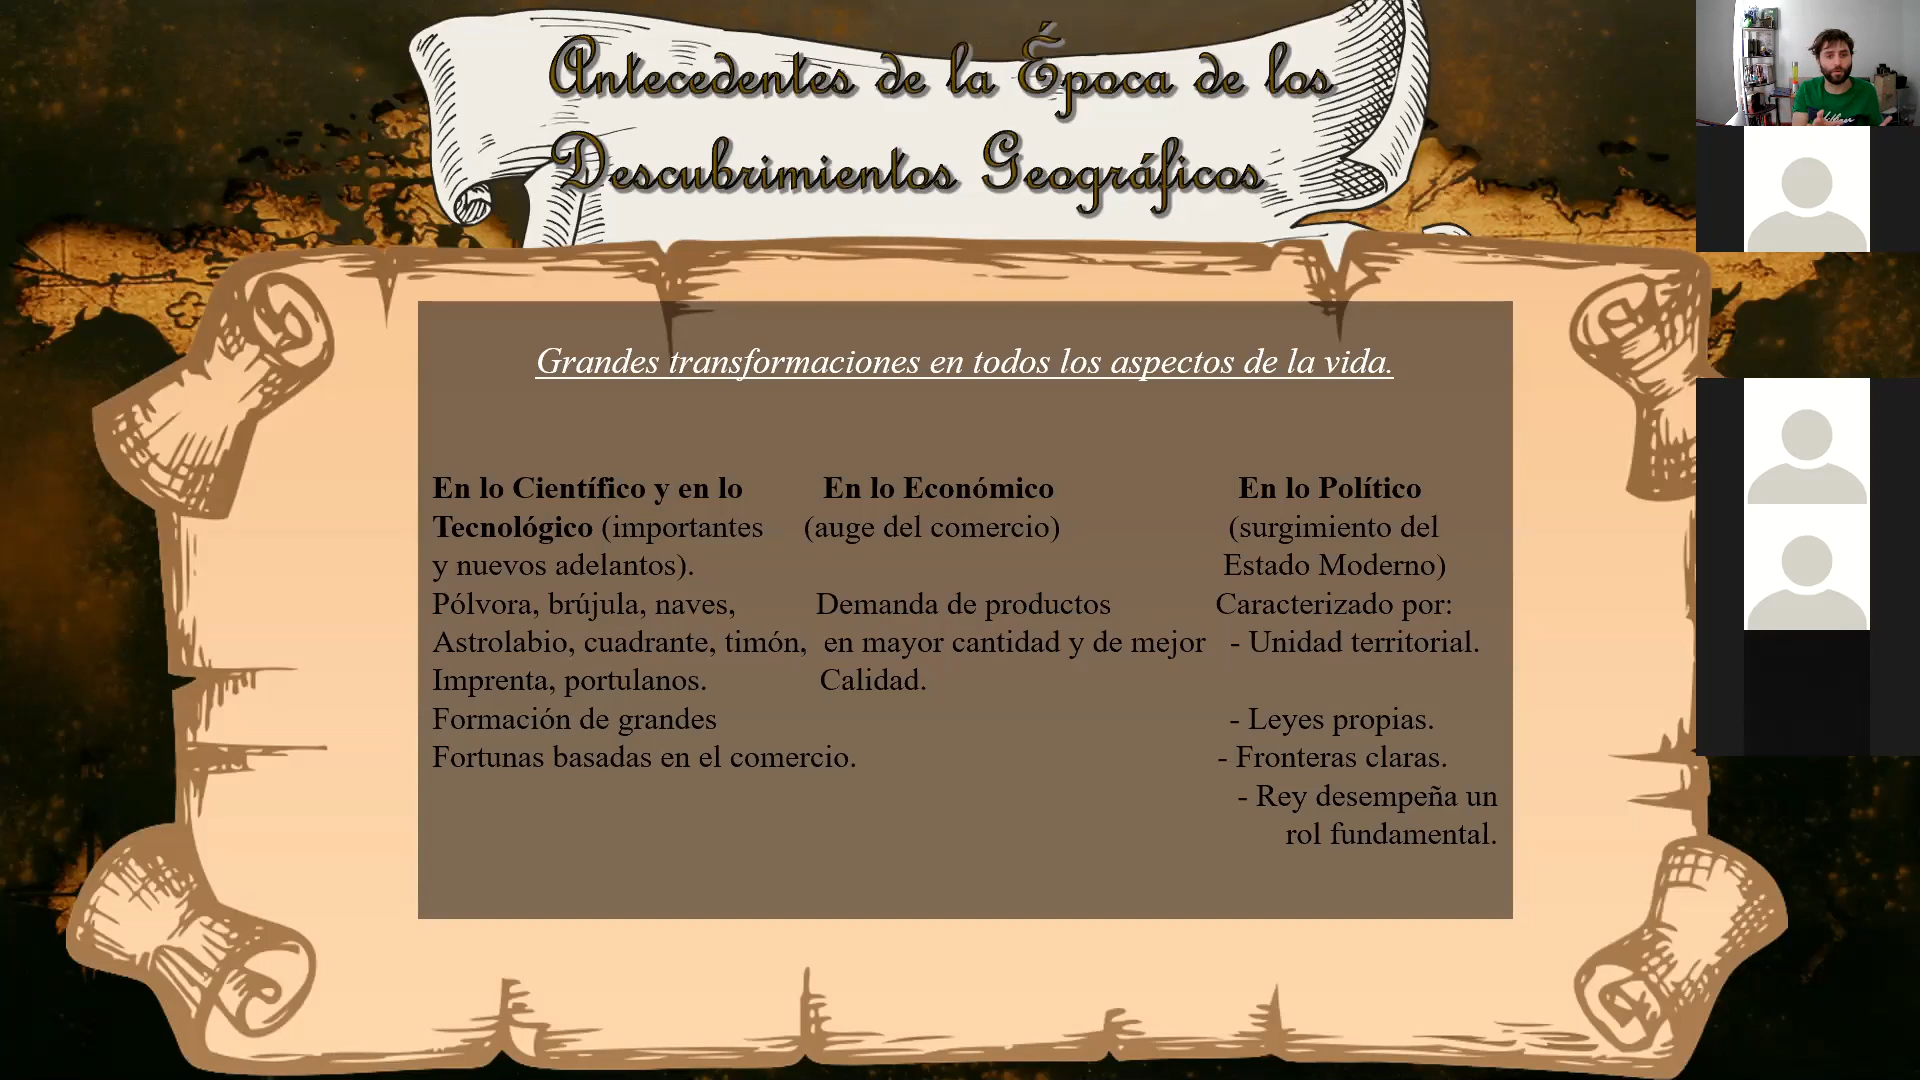 Antecedentes de la Época de los
Descubrimientos Geográficos
Grandes transformaciones en todos los aspectos de la vida.
En lo Científico y en lo En lo Económico En lo Político
Tecnológico (importantes (auge del comercio) (surgimiento del
y nuevos adelantos). Estado Moderno)
Pólvora, brújula, naves, Demanda de productos Caracterizado por:
Astrolabio, cuadrante, timón, en mayor cantidad y de mejor - Unidad territorial.
Imprenta, portulanos. Calidad.
Formación de grandes - Leyes propias.
Fortunas basadas en el comercio. - Fronteras claras.
- Rey desempeña un
rol fundamental.